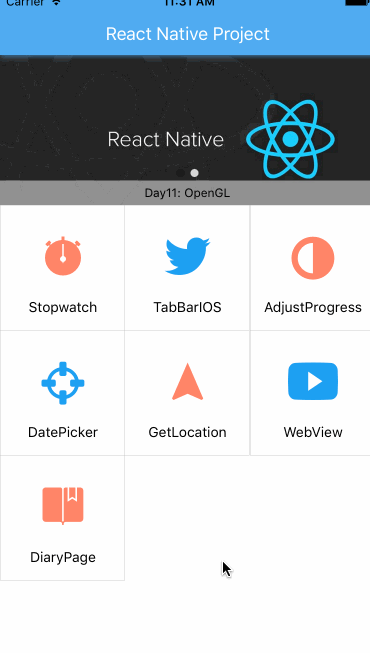 Carrier 11:31 AM
React Native Project
React Native
Day11: OpenGL
Stopwatch TabBarIOS AdjustProgress
DatePicker GetLocation WebView
DiaryPage